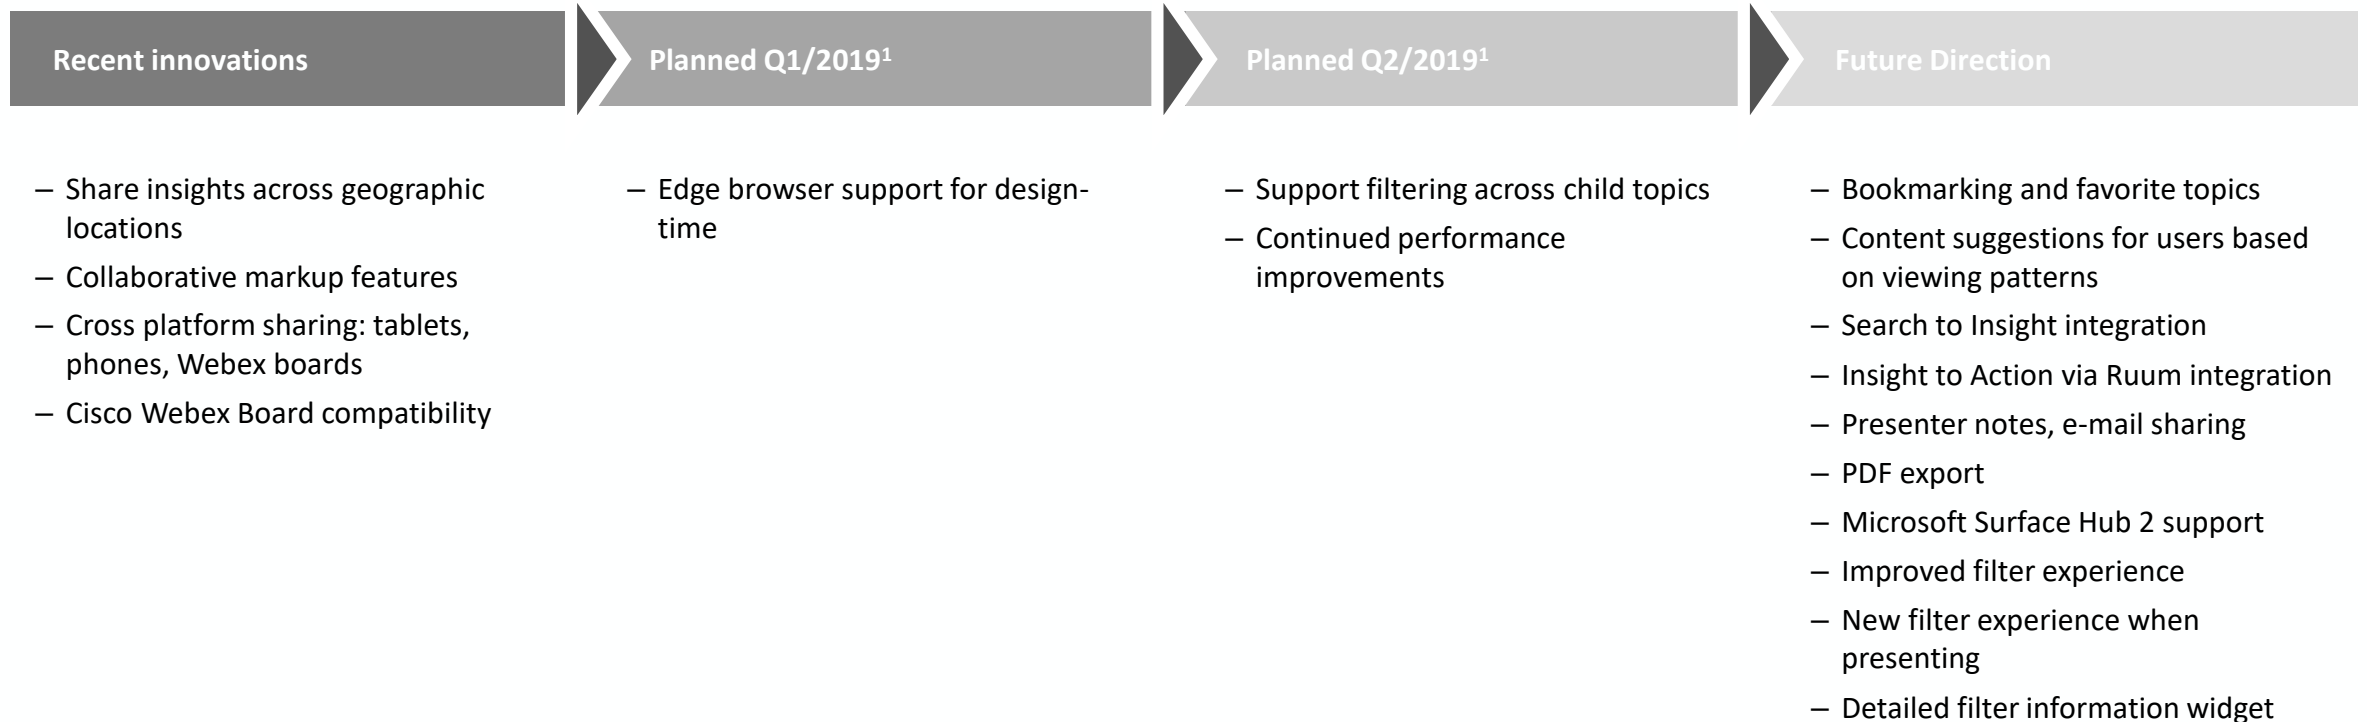 Recent innovations
Planned Q1/2019¹
Planned Q2/2019¹
Future Direction
– Share insights across geographic
locations
– Collaborative markup features
– Cross platform sharing: tablets,
phones, Webex boards
– Cisco Webex Board compatibility
– Edge browser support for design-
time
– Support filtering across child topics
– Continued performance
improvements
– Bookmarking and favorite topics
– Content suggestions for users based
on viewing patterns
– Search to Insight integration
– Insight to Action via Ruum integration
– Presenter notes, e-mail sharing
– PDF export
– Microsoft Surface Hub 2 support
– Improved filter experience
– New filter experience when
presenting
– Detailed filter information widget